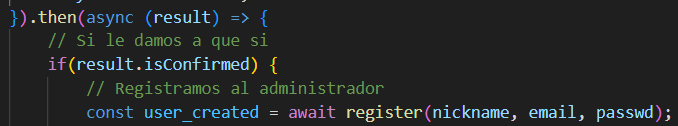 }).then(async (result) => {
// Si le damos a que si
if(result.isConfirmed) {
// Registramos al administrador
const user_created = await register(nickname, email, passwd);